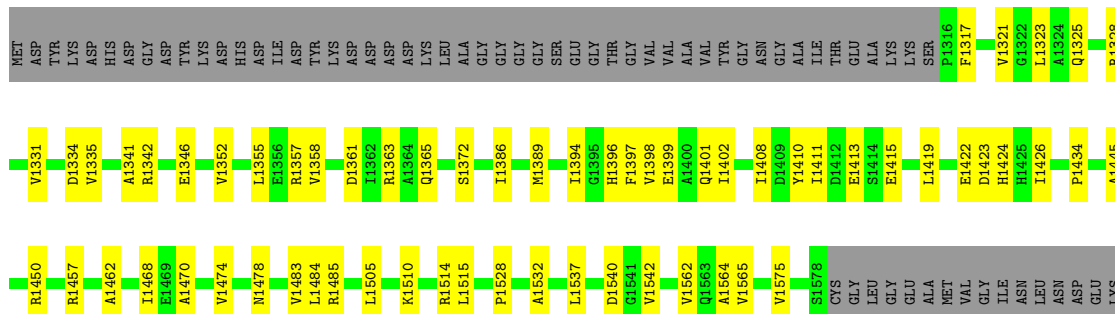 MET ASP TYR LYS ASP HIS ASP GLY ASP TYR LYS ASP HIS ASP ILE ASP TYR LYS ASP ASP ASP ASP LYS LEU ALA GLY GLY GLY GLY SER GLU GLY THR GLY VAL VAL ALA VAL TYR GLY ASN GLY ALA ILE THR GLU ALA LYS LYS SER P1316 F1317 V1321 G1322 L1323 A1324 Q1325 R1328
V1331 D1334 V1335 A1341 R1342 E1346 V1352 L1355 E1356 R1357 V1358 D1361 I1362 R1363 A1364 Q1365 S1372 I1386 M1389 I1394 G1395 H1396 F1397 V1398 E1399 A1400 Q1401 I1402 I1408 D1409 Y1410 I1411 D1412 E1413 S1414 E1415 L1419 E1422 D1423 H1424 H1425 I1426 P1434 A1445
R1450 R1457 A1462 I1468 E1469 A1470 V1474 N1478 V1483 L1484 R1485 L1505 K1510 R1514 L1515 P1528 A1532 L1537 D1540 G1541 V1542 V1562 Q1563 A1564 V1565 V1575 S1578 CYS GLY LEU GLY GLU ALA MET VAL GLY ILE ASN LEU ASN ASP GLU LYS